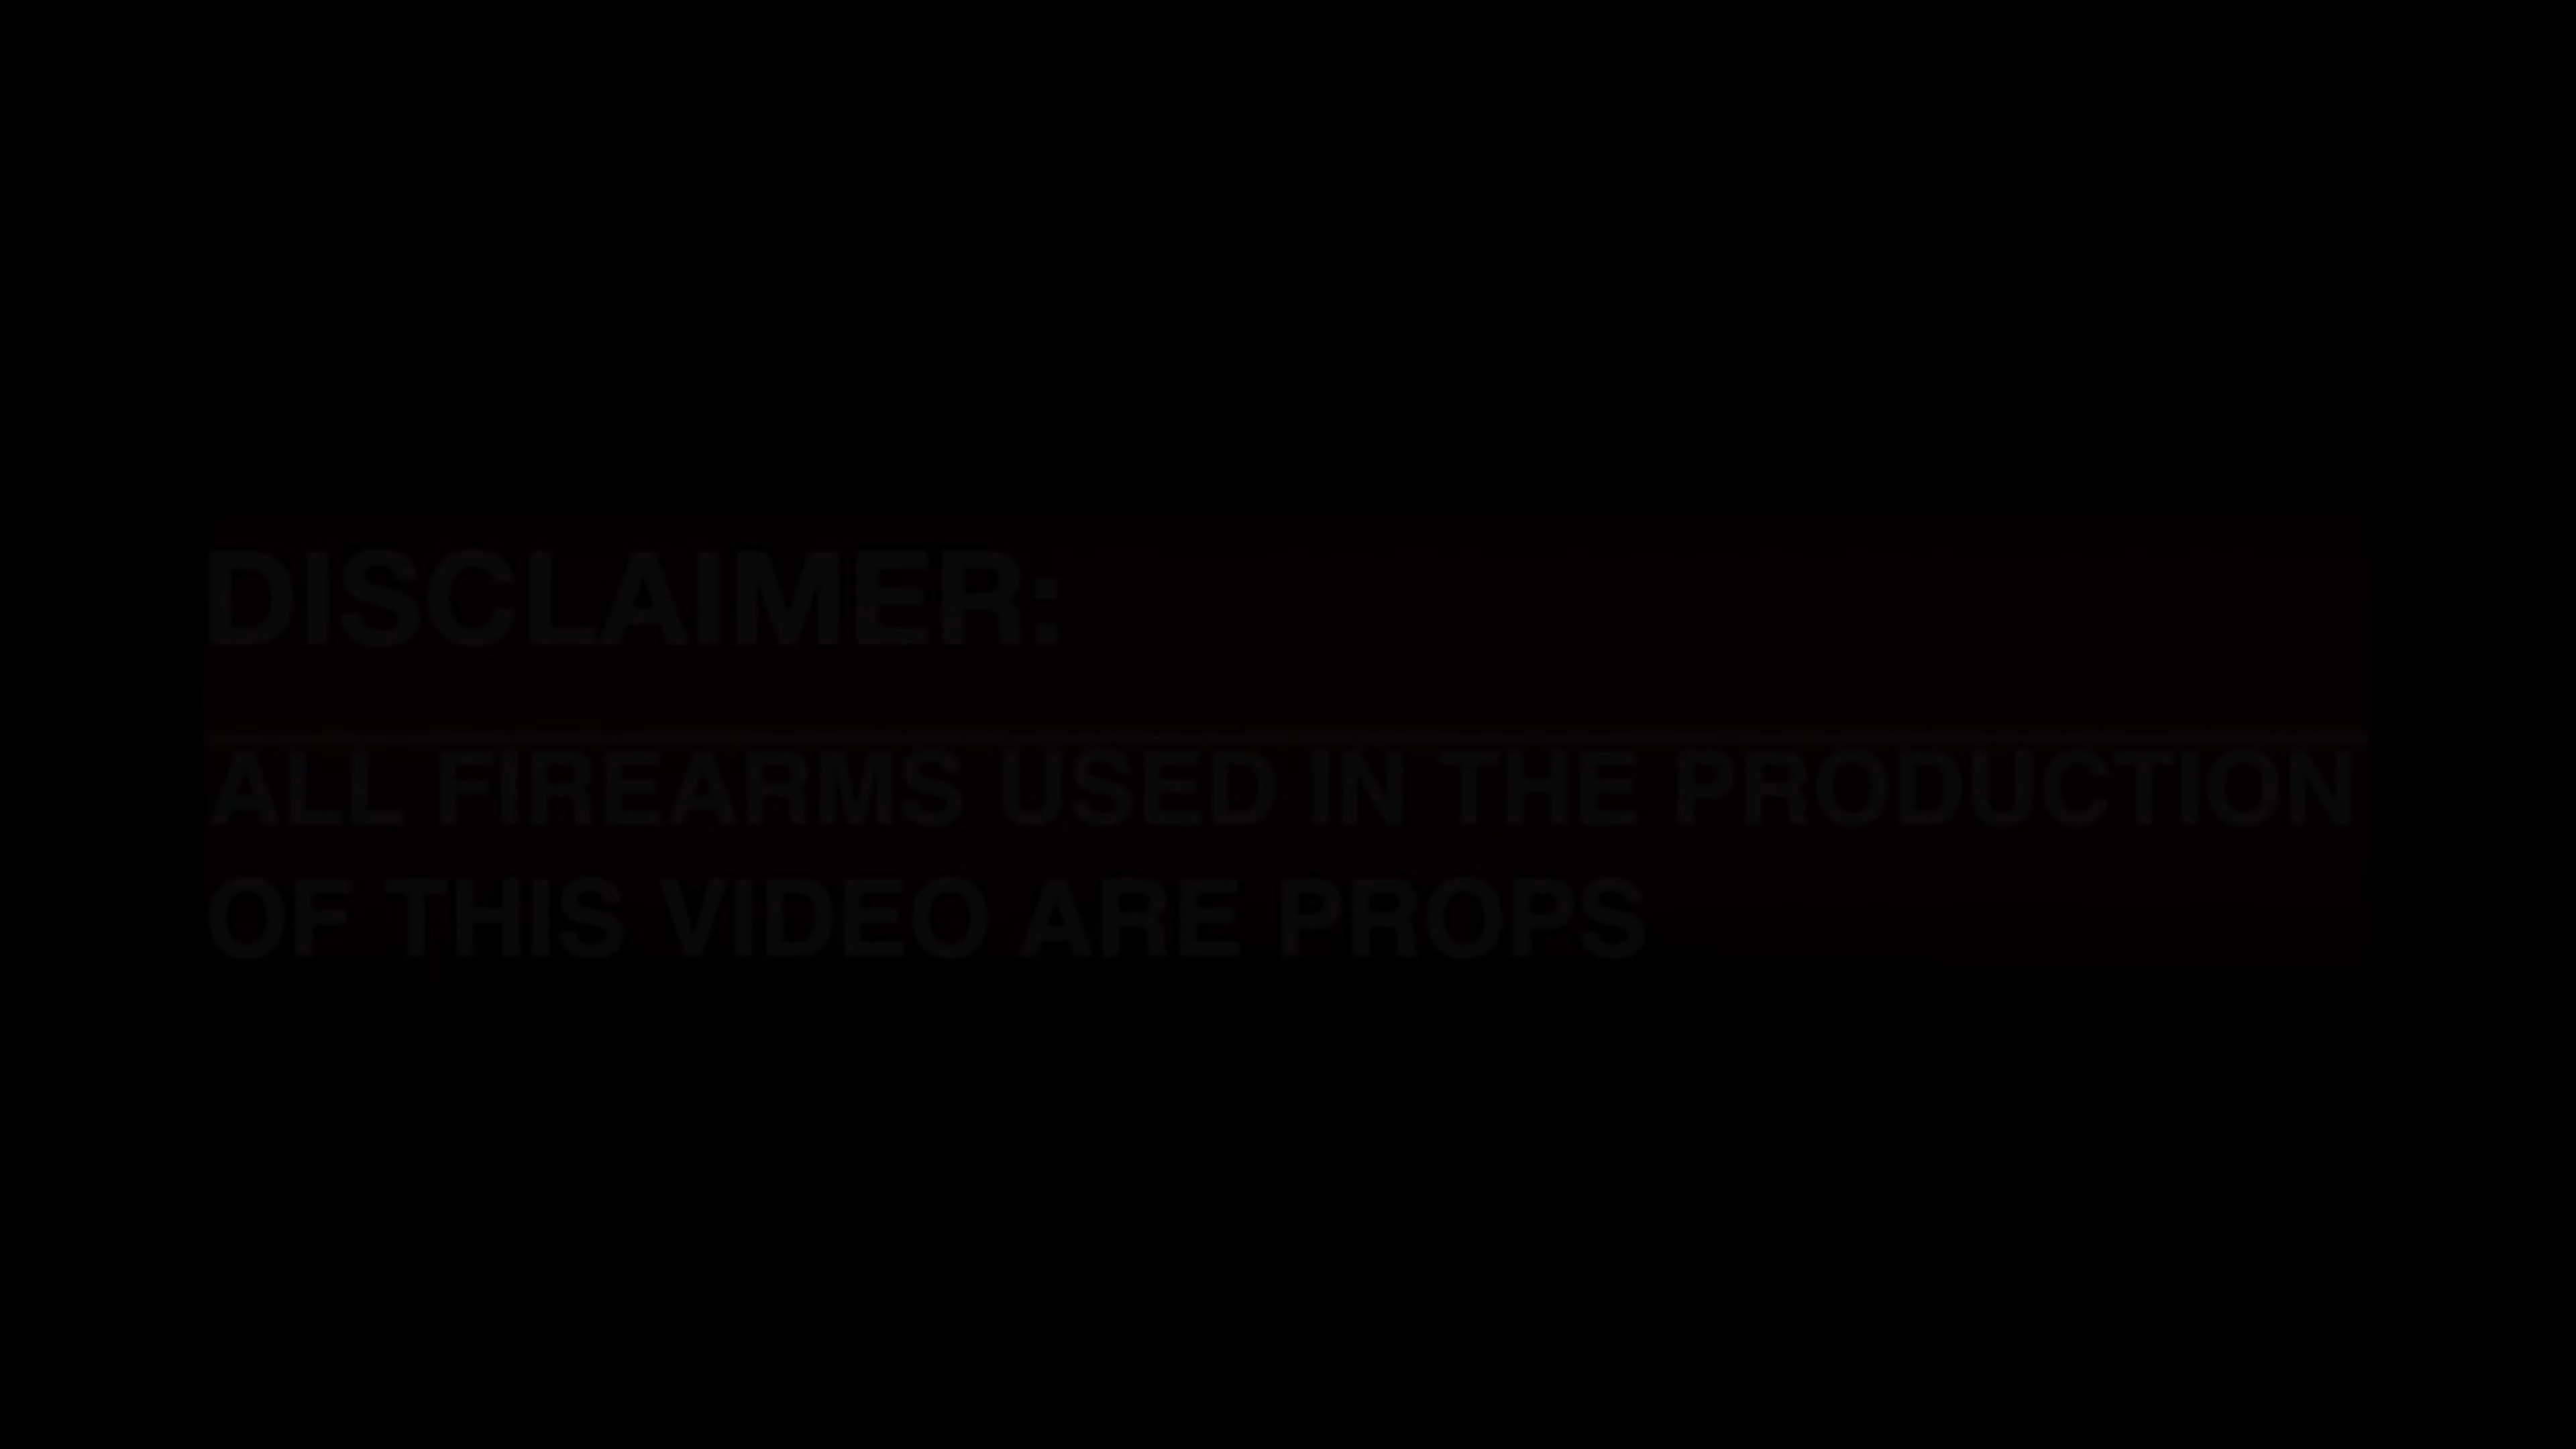 DISCLAIMER:
ALL FIREARMS USED IN THE PRODUCTION
OF THIS VIDEO ARE PROPS